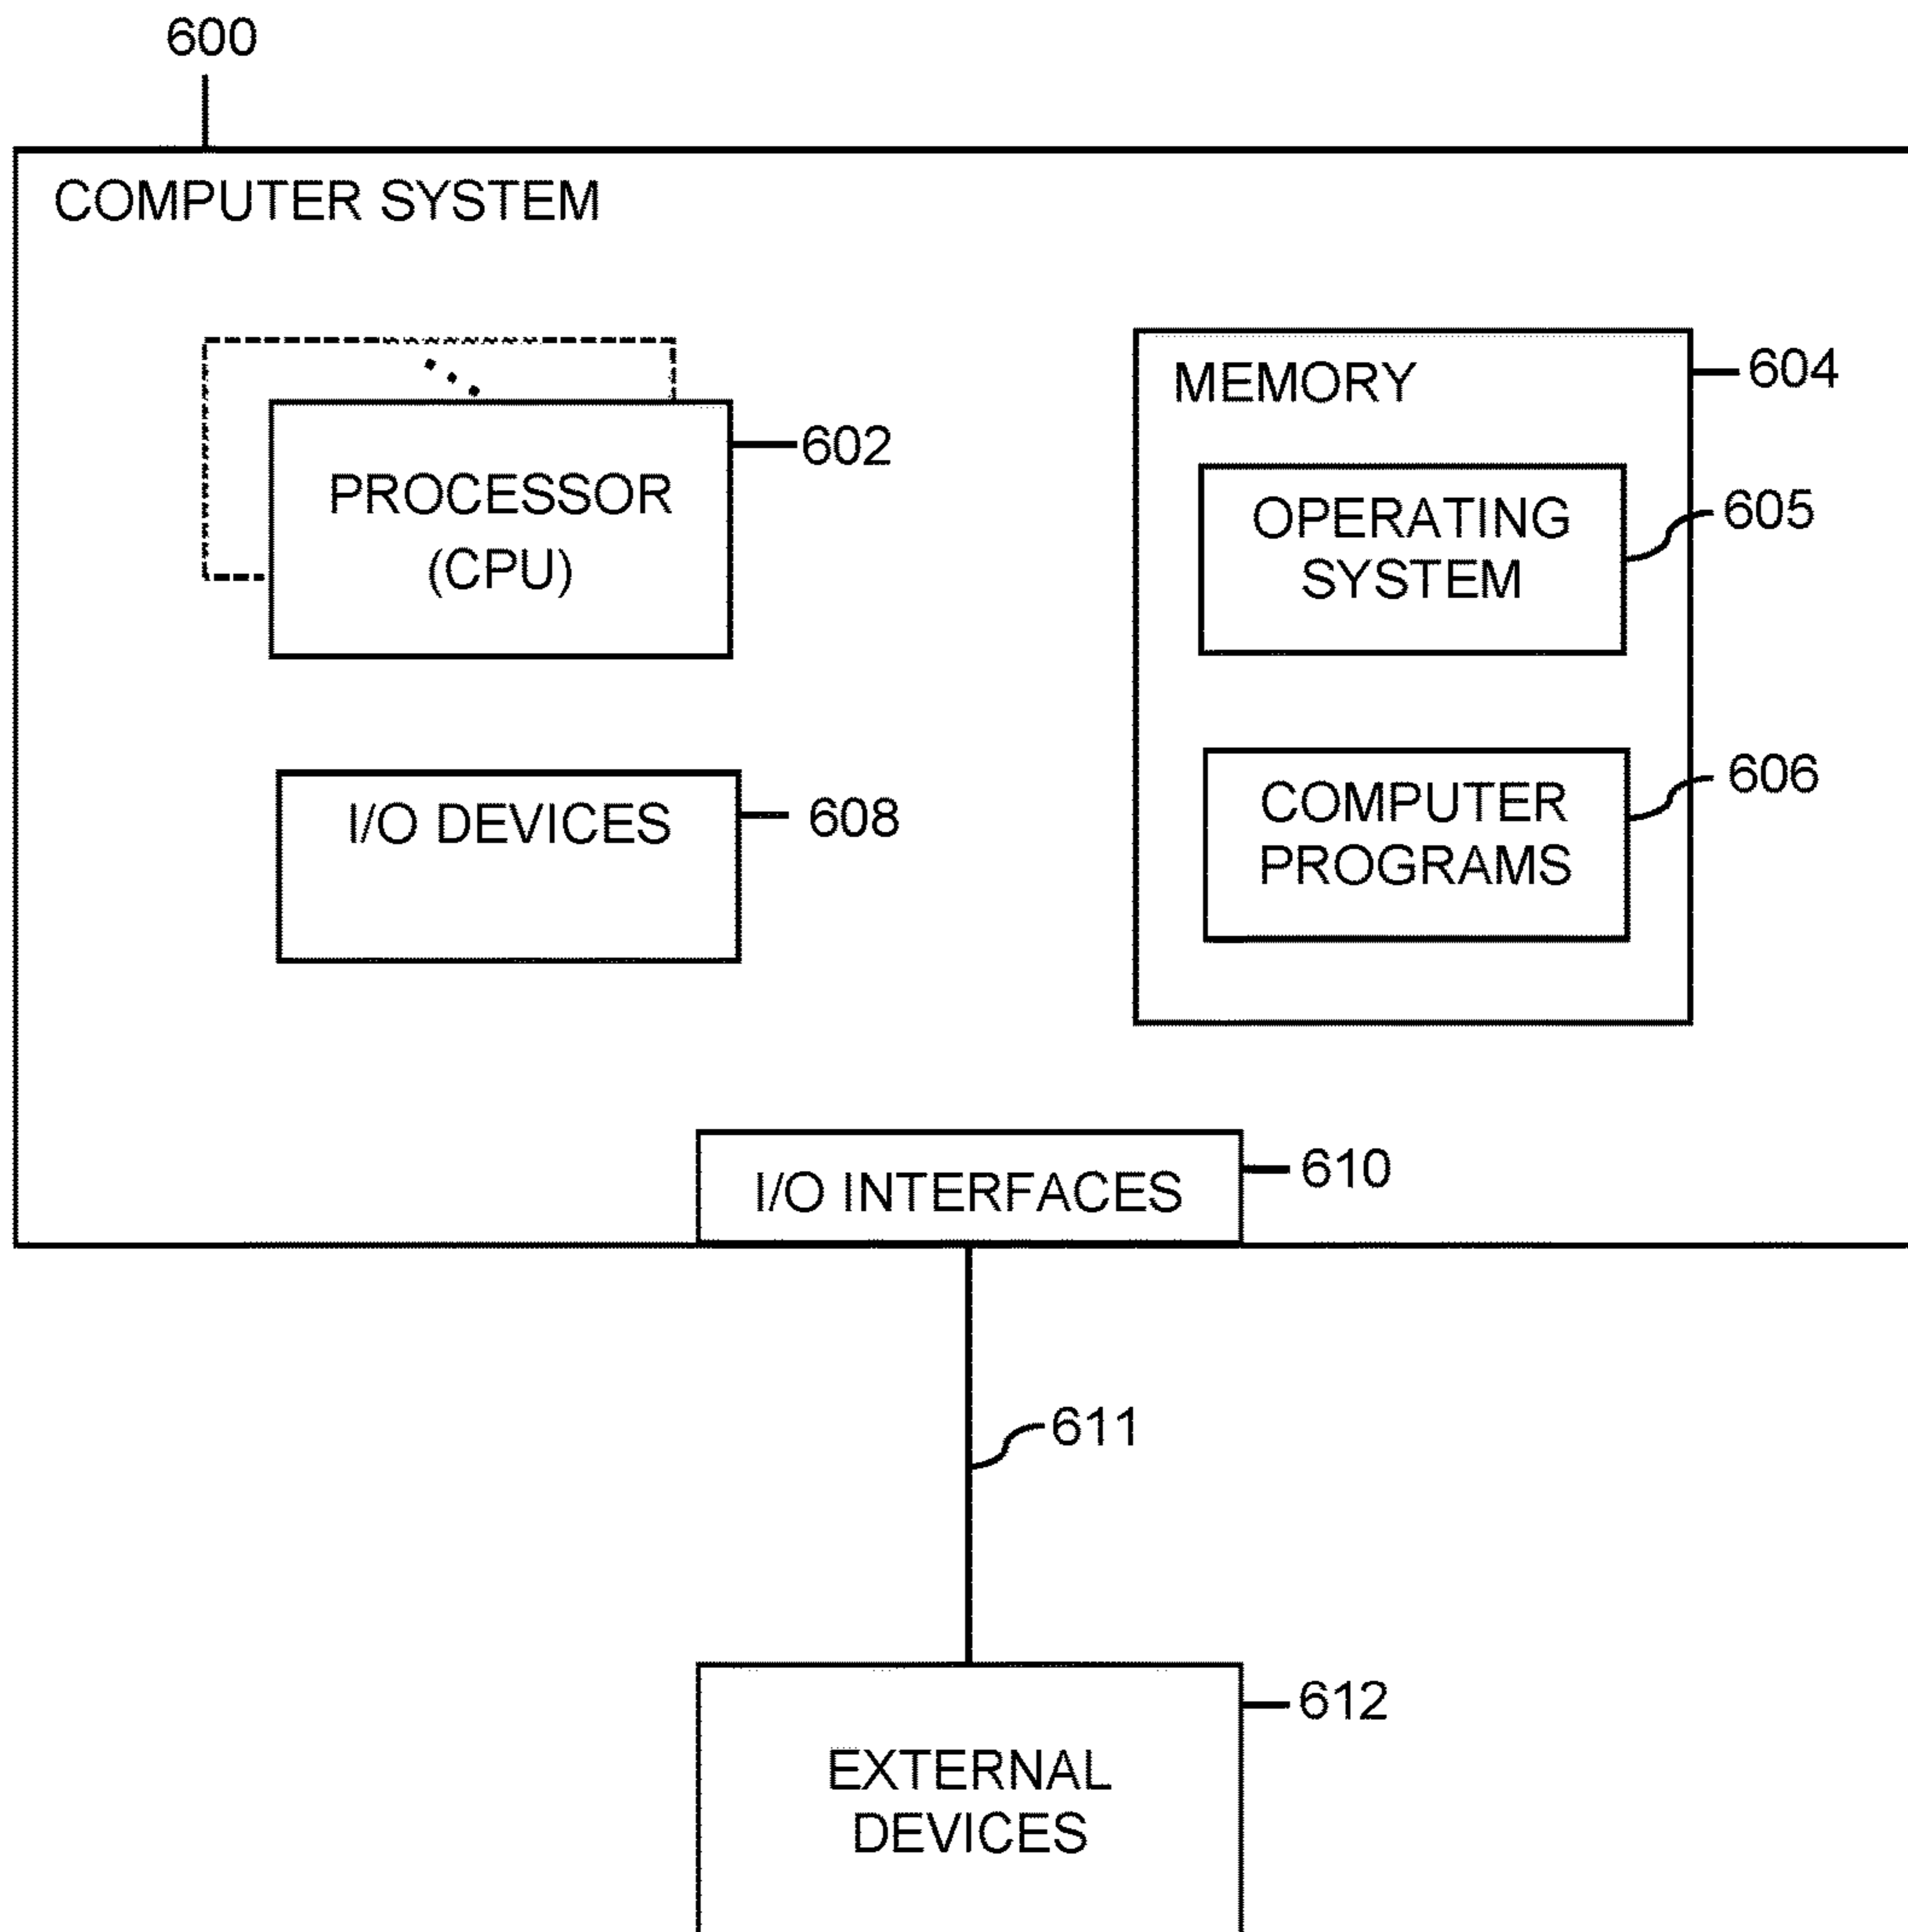 600
COMPUTER SYSTEM
PROCESSOR
(CPU)
602
MEMORY
604
OPERATING
SYSTEM
605
I/O DEVICES
608
COMPUTER
PROGRAMS
606
I/O INTERFACES
610
611
EXTERNAL
DEVICES
612